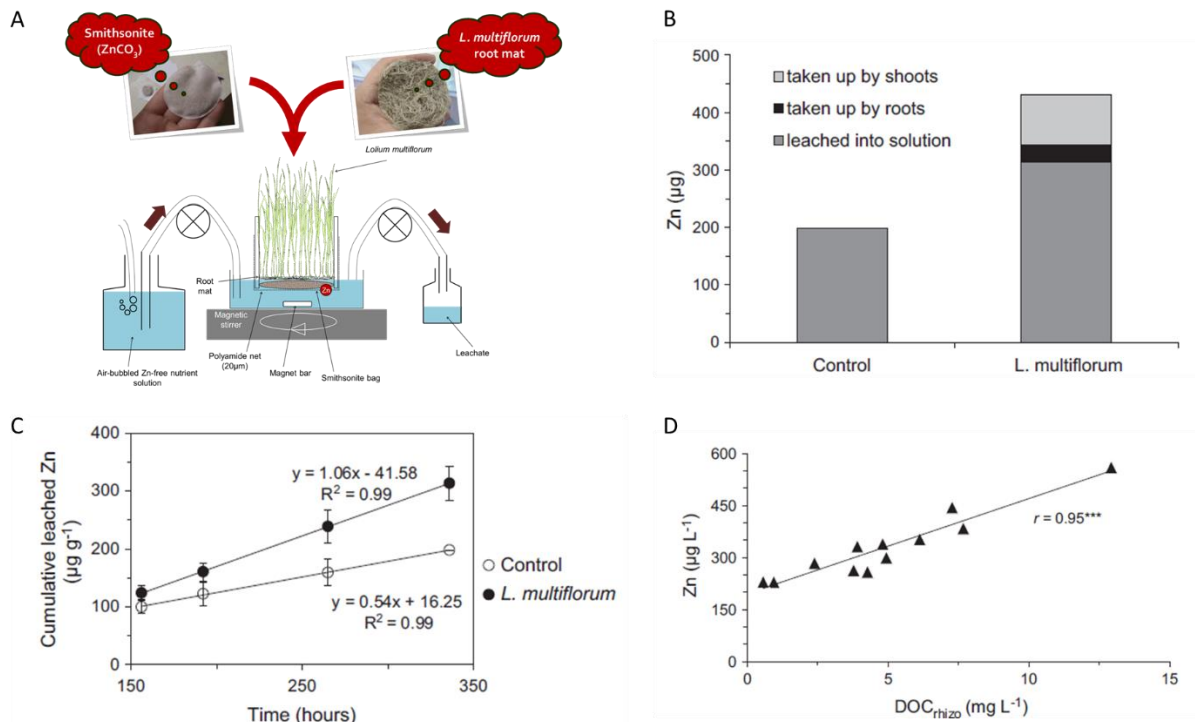 A
Smithsonite
(ZnCO₃)
L. multiflorum
root mat
Lolium multiflorum
Root
mat
Zn
Magnetic
stirrer
Polyamide net
(20µm)
Magnet bar
Smithsonite bag
Leachate
Air-bubbled Zn-free nutrient
solution
B
500
400
300
200
100
0
Zn (µg)
taken up by shoots
taken up by roots
leached into solution
Control
L. multiflorum
C
400
300
200
100
0
Cumulative leached Zn
(µg g⁻¹)
y = 1.06x - 41.58
R² = 0.99
y = 0.54x + 16.25
R² = 0.99
Control
L. multiflorum
150
250
350
Time (hours)
D
600
450
300
150
0
Zn (µg L⁻¹)
r = 0.95***
0
5
10
15
DOCrhizo (mg L⁻¹)